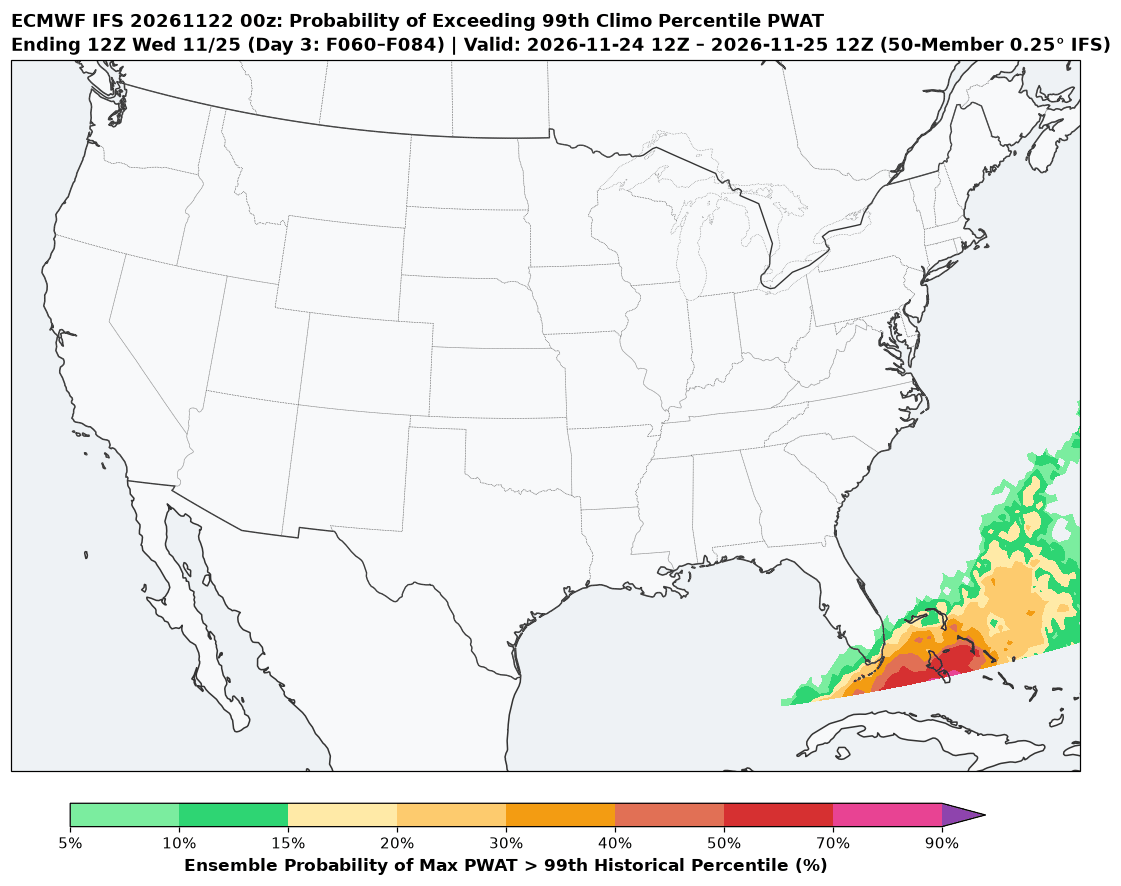 ECMWF IFS 20261122 00z: Probability of Exceeding 99th Climo Percentile PWAT
Ending 12Z Wed 11/25 (Day 3: F060–F084) | Valid: 2026-11-24 12Z – 2026-11-25 12Z (50-Member 0.25° IFS)
5% 10% 15% 20% 30% 40% 50% 70% 90%
Ensemble Probability of Max PWAT > 99th Historical Percentile (%)